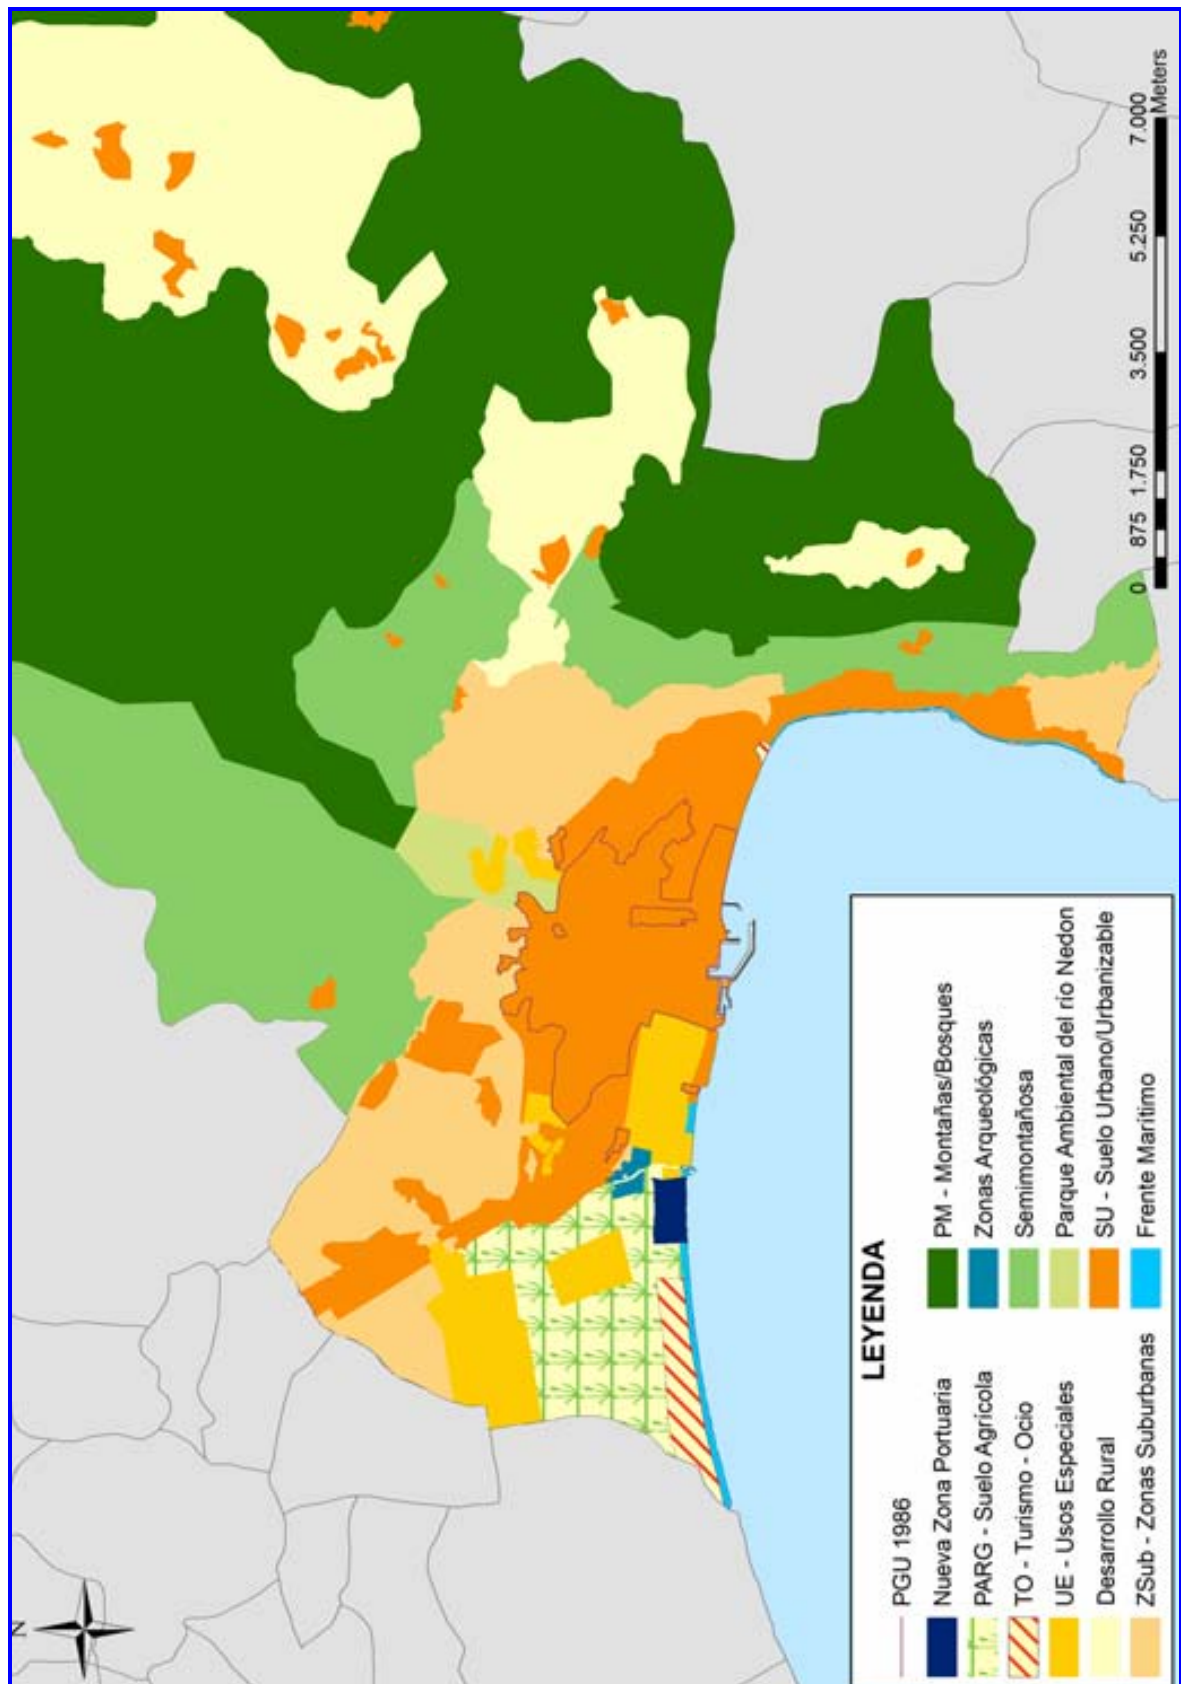 N
LEYENDA
PGU 1986
Nueva Zona Portuaria
PARG - Suelo Agrícola
TO - Turismo - Ocio
UE - Usos Especiales
Desarrollo Rural
ZSub - Zonas Suburbanas
PM - Montañas/Bosques
Zonas Arqueológicas
Semimontañosa
Parque Ambiental del río Nedon
SU - Suelo Urbano/Urbanizable
Frente Marítimo
0 875 1.750 3.500 5.250 7.000
Meters